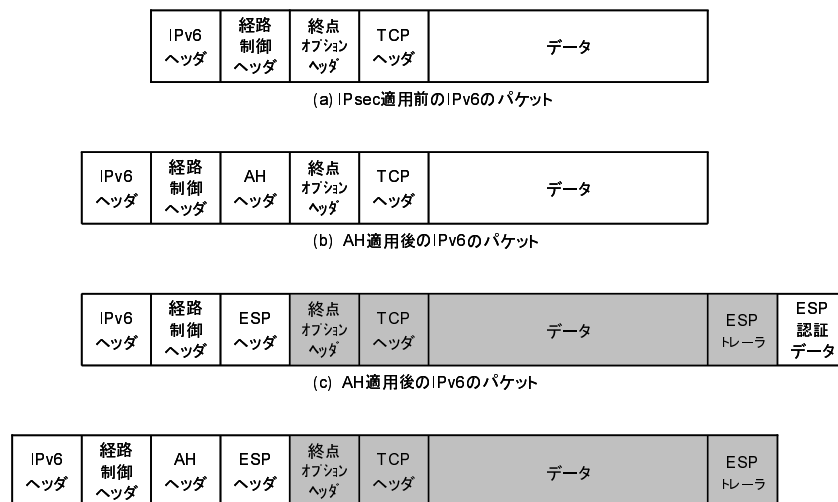 IPv6 経路 終点 TCP データ
ヘッダ 制御 オプション ヘッダ
ヘッダ ヘッダ
(a) IPsec適用前のIPv6のパケット
IPv6 経路 AH 終点 TCP データ
ヘッダ 制御 ヘッダ オプション ヘッダ
ヘッダ ヘッダ
(b) AH適用後のIPv6のパケット
IPv6 経路 ESP 終点 TCP データ ESP ESP
ヘッダ 制御 ヘッダ オプション ヘッダ トレーラ 認証
ヘッダ ヘッダ データ
(c) AH適用後のIPv6のパケット
IPv6 経路 AH ESP 終点 TCP データ ESP
ヘッダ 制御 ヘッダ ヘッダ オプション ヘッダ トレーラ
ヘッダ ヘッダ